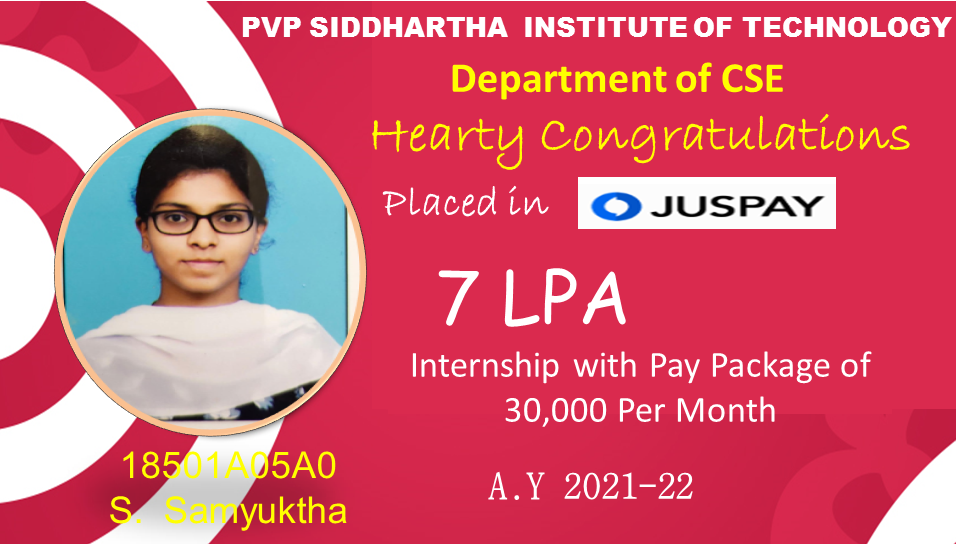 PVP SIDDHARTHA INSTITUTE OF TECHNOLOGY
Department of CSE
Hearty Congratulations
Placed in JUSPAY
7 LPA
Internship with Pay Package of
30,000 Per Month
18501A05A0
S. Samyuktha
A.Y 2021-22